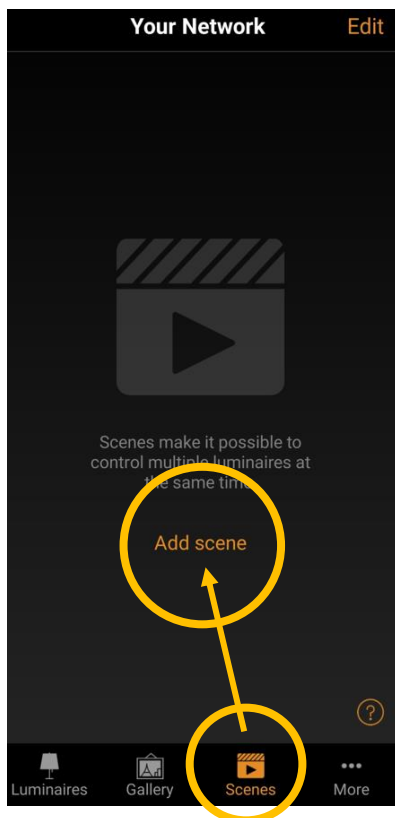 Your Network Edit
Scenes make it possible to
control multiple luminaires at
the same time
Add scene
?
Luminaires Gallery Scenes More